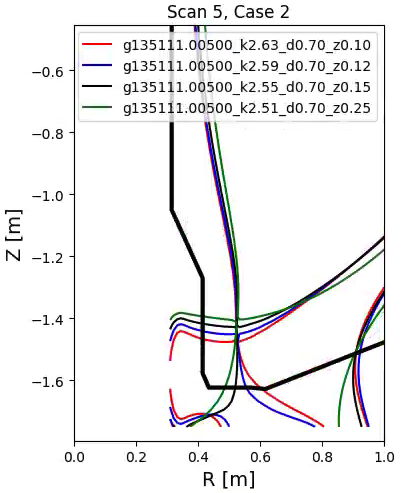 Scan 5, Case 2
g135111.00500_k2.63_d0.70_z0.10
g135111.00500_k2.59_d0.70_z0.12
g135111.00500_k2.55_d0.70_z0.15
g135111.00500_k2.51_d0.70_z0.25
−0.6
−0.8
−1.0
−1.2
−1.4
−1.6
Z [m]
0.0 0.2 0.4 0.6 0.8 1.0
R [m]